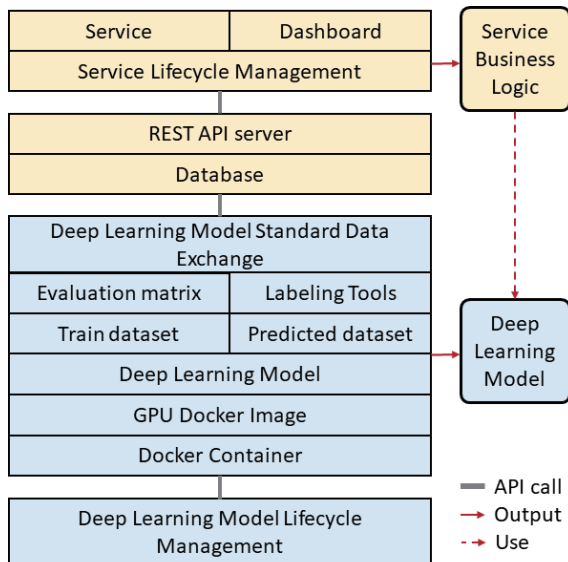 Service
Dashboard
Service Lifecycle Management
Service
Business
Logic
REST API server
Database
Deep Learning Model Standard Data
Exchange
Evaluation matrix
Labeling Tools
Train dataset
Predicted dataset
Deep Learning Model
GPU Docker Image
Docker Container
Deep
Learning
Model
Deep Learning Model Lifecycle
Management
API call
Output
Use